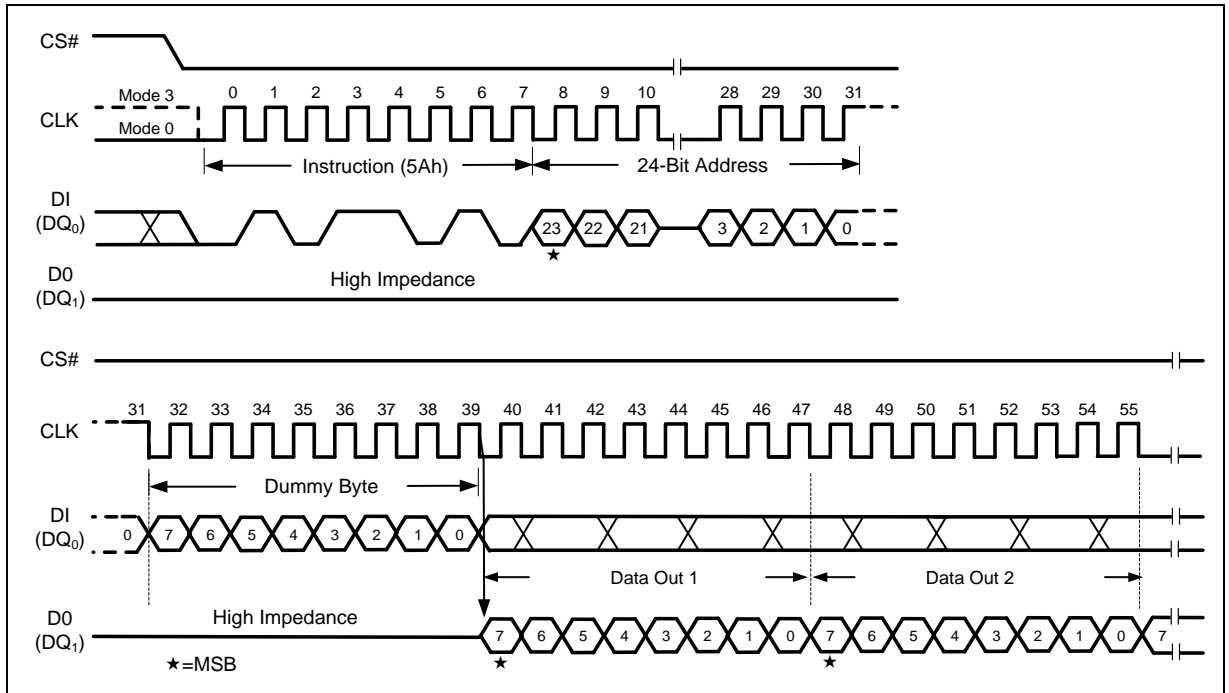 CS#
Mode 3
0 1 2 3 4 5 6 7 8 9 10 28 29 30 31
CLK
Mode 0
Instruction (5Ah) 24-Bit Address
DI
(DQ₀)
23 22 21 3 2 1 0
★
D0
(DQ₁)
High Impedance
CS#
31 32 33 34 35 36 37 38 39 40 41 42 43 44 45 46 47 48 49 50 51 52 53 54 55
CLK
Dummy Byte
DI
(DQ₀)
0 7 6 5 4 3 2 1 0
Data Out 1 Data Out 2
D0
(DQ₁)
High Impedance
7 6 5 4 3 2 1 0 7 6 5 4 3 2 1 0 7
★=MSB ★ ★